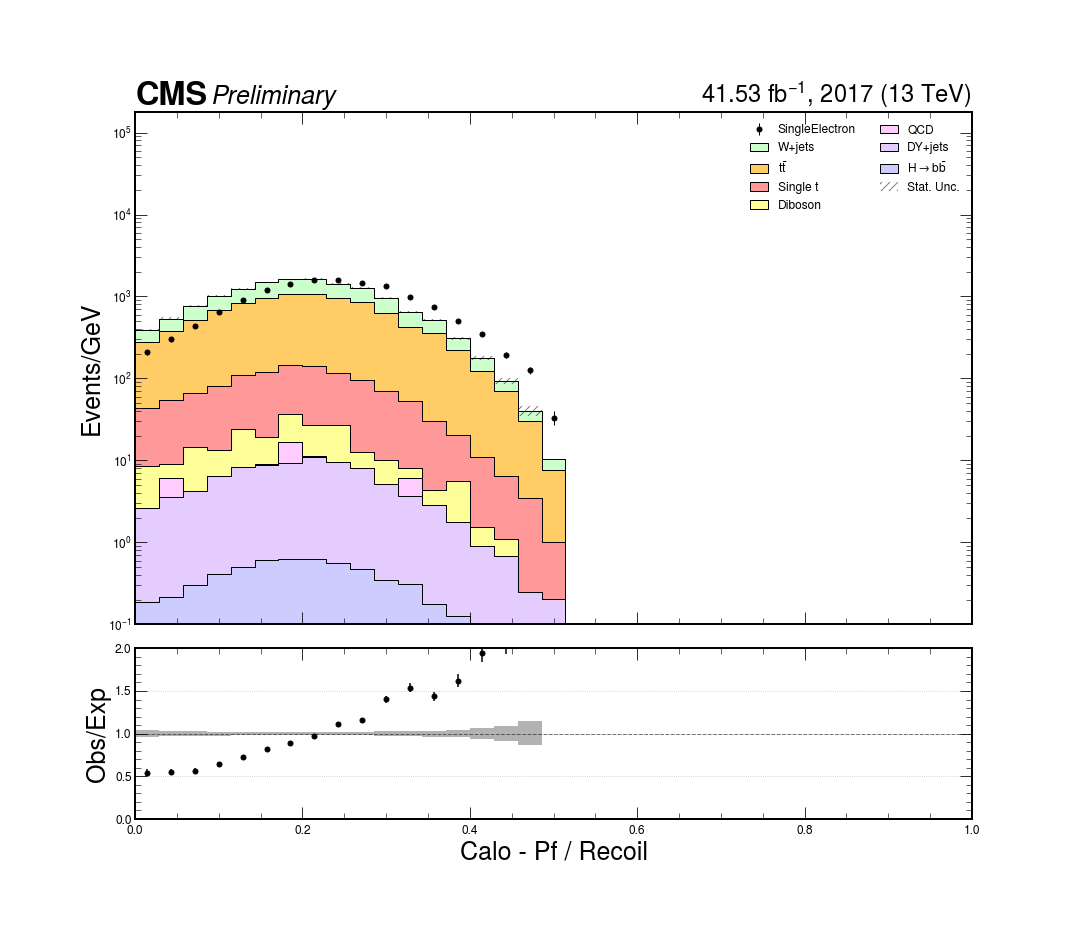 CMS Preliminary
41.53 fb⁻¹, 2017 (13 TeV)
SingleElectron
W+jets
tt̄
Single t
Diboson
QCD
DY+jets
H→bb̄
Stat. Unc.
Events/GeV
10⁵
10⁴
10³
10²
10¹
10⁰
10⁻¹
Obs/Exp
2.0
1.5
1.0
0.5
0.0
0.0 0.2 0.4 0.6 0.8 1.0
Calo - Pf / Recoil